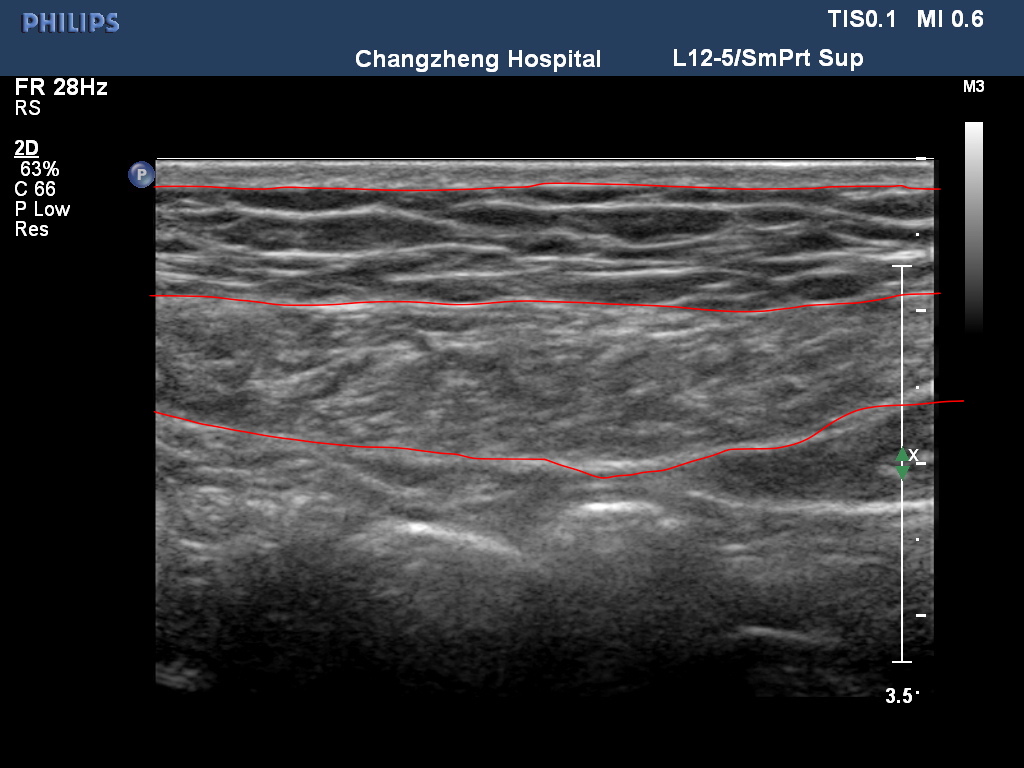 PHILIPS
TIS0.1 MI 0.6
Changzheng Hospital
L12-5/SmPrt Sup
FR 28Hz
RS
M3
2D
63%
C 66
P Low
Res
P
X
3.5